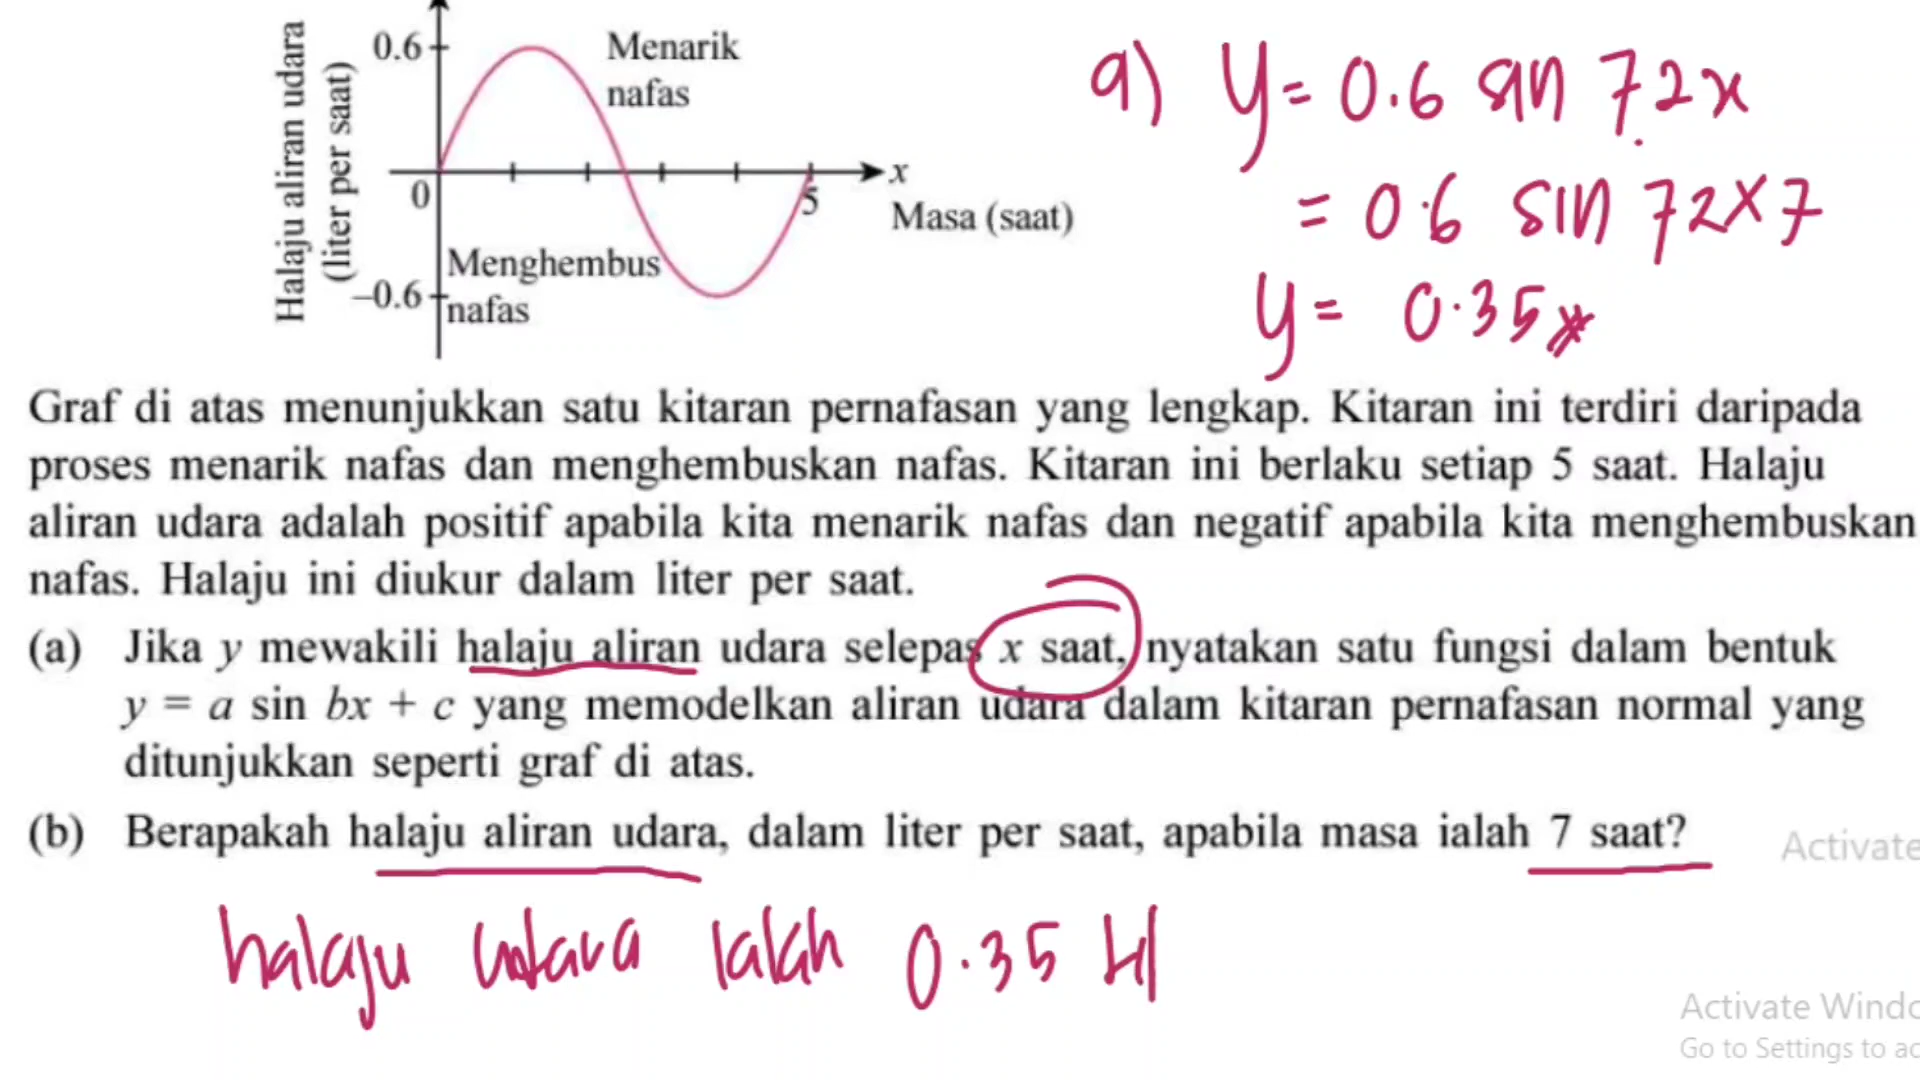 Halaju aliran udara
(liter per saat)
0.6
Menarik
nafas
0
5
x
Masa (saat)
Menghembus
nafas
–0.6
a) y = 0.6 sin 72x
= 0.6 sin 72x7
y = 0.35
Graf di atas menunjukkan satu kitaran pernafasan yang lengkap. Kitaran ini terdiri daripada
proses menarik nafas dan menghembuskan nafas. Kitaran ini berlaku setiap 5 saat. Halaju
aliran udara adalah positif apabila kita menarik nafas dan negatif apabila kita menghembuskan
nafas. Halaju ini diukur dalam liter per saat.
(a) Jika y mewakili halaju aliran udara selepas x saat, nyatakan satu fungsi dalam bentuk
y = a sin bx + c yang memodelkan aliran udara dalam kitaran pernafasan normal yang
ditunjukkan seperti graf di atas.
(b) Berapakah halaju aliran udara, dalam liter per saat, apabila masa ialah 7 saat?
halaju udara ialah 0.35
Activate
Activate Windo
Go to Settings to ac